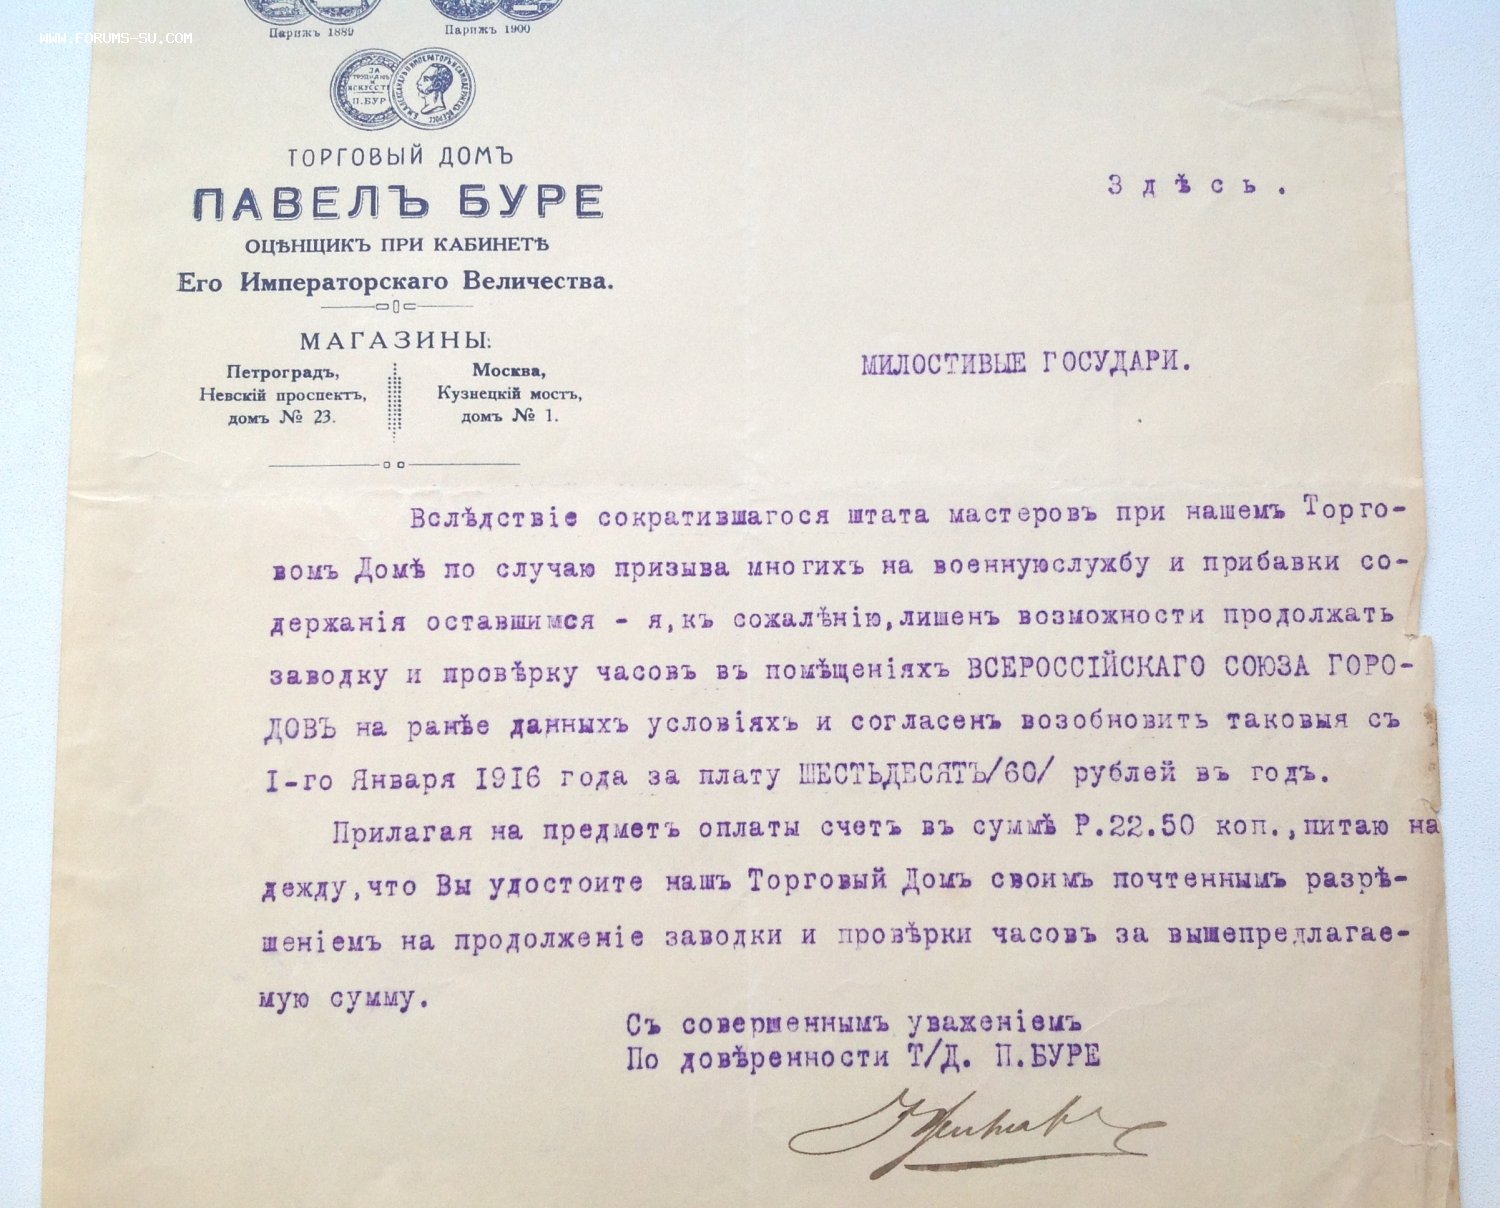 WWW.FORUMS-SU.COM
Парижъ 1889
Парижъ 1900
ЗА
ТРУДОЛЮБІЕ
И
ИСКУССТВО
П. БУРЕ
ТОРГОВЫЙ ДОМЪ
ПАВЕЛЪ БУРЕ
ОЦѢНЩИКЪ ПРИ КАБИНЕТѢ
Его Императорскаго Величества.
МАГАЗИНЫ:
Петроградъ,
Невскій проспектъ,
домъ № 23.
Москва,
Кузнецкій мостъ,
домъ № 1.
Здѣсь.
МИЛОСТИВЫЕ ГОСУДАРИ.
Вслѣдствіе сократившагося штата мастеровъ при нашемъ Торго-
вомъ Домѣ по случаю призыва многихъ на военнуюслужбу и прибавки со-
держанія оставшимся - я,къ сожалѣнію,лишенъ возможности продолжать
заводку и провѣрку часовъ въ помѣщеніяхъ ВСЕРОССІЙСКАГО СОЮЗА ГОРО-
ДОВЪ на ранѣе данныхъ условіяхъ и согласенъ возобновить таковыя съ
I-го Января 1916 года за плату ШЕСТЬДЕСЯТЪ/60/ рублей въ годъ.
Прилагая на предметъ оплаты счетъ въ суммѣ Р.22.50 коп.,питаю на
дежду,что Вы удостоите нашъ Торговый Домъ своимъ почтеннымъ разрѣ-
шеніемъ на продолженіе заводки и провѣрки часовъ за вышепредлагае-
мую сумму.
Съ совершеннымъ уваженіемъ
По довѣренности Т/Д. П.БУРЕ